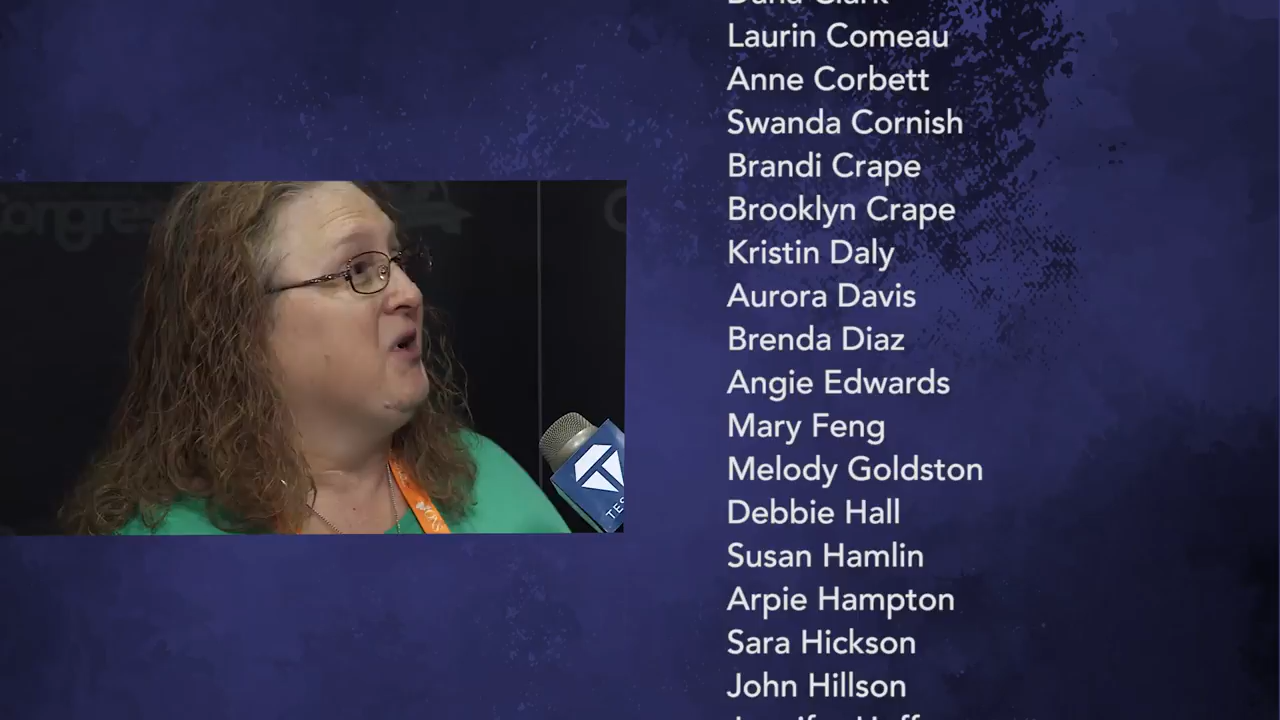 Laurin Comeau
Anne Corbett
Swanda Cornish
Brandi Crape
Brooklyn Crape
Kristin Daly
Aurora Davis
Brenda Diaz
Angie Edwards
Mary Feng
Melody Goldston
Debbie Hall
Susan Hamlin
Arpie Hampton
Sara Hickson
John Hillson